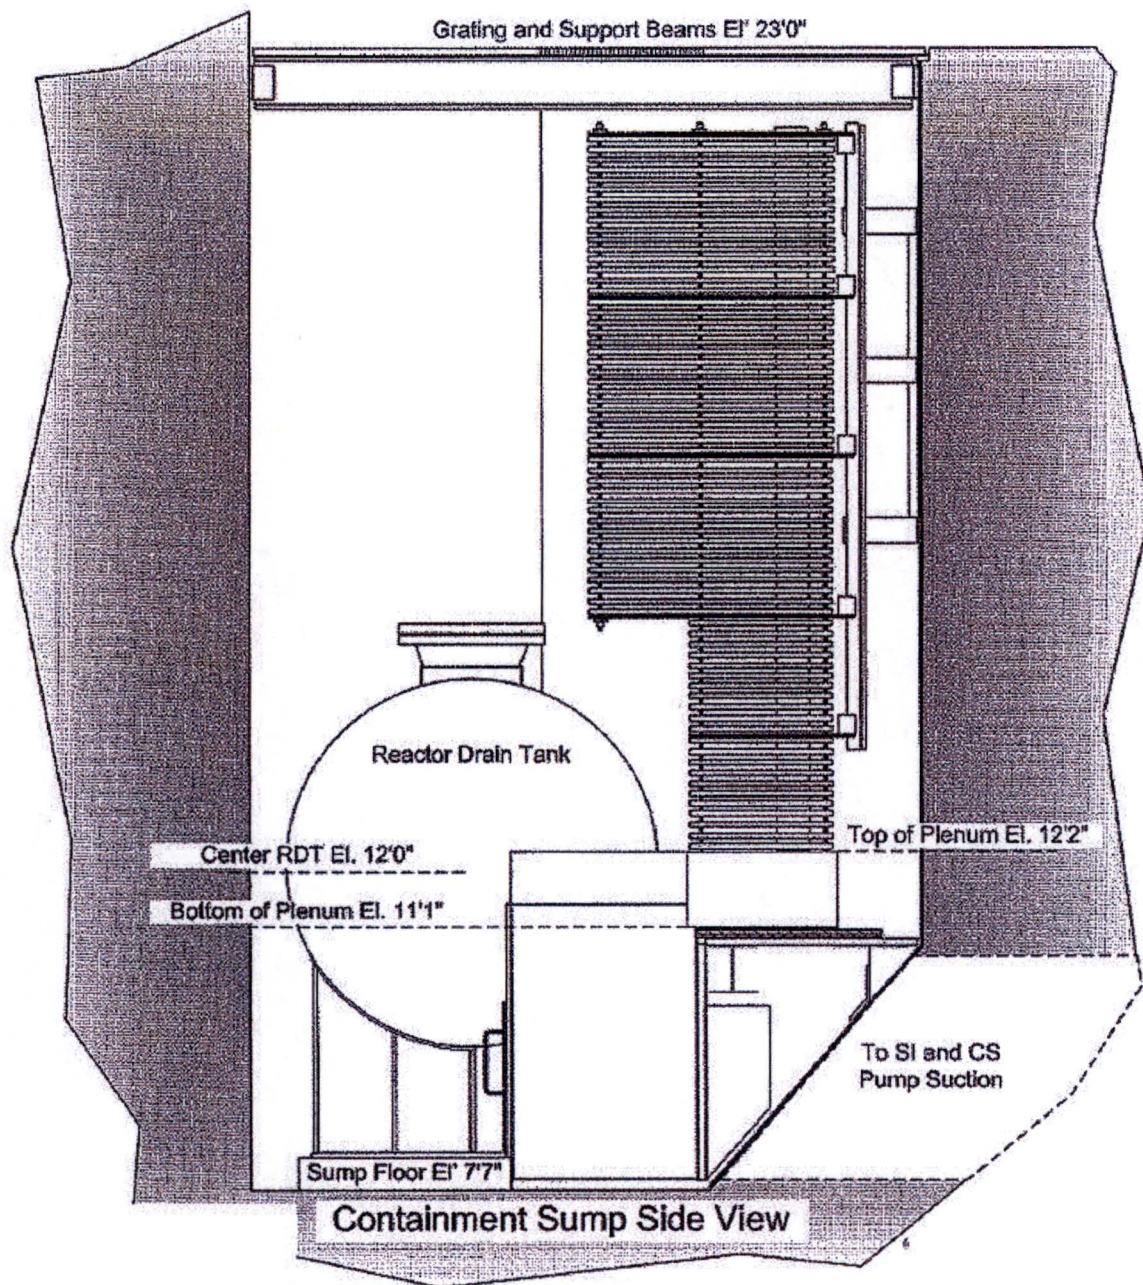 Grating and Support Beams El' 23'0"
Reactor Drain Tank
Top of Plenum El. 12'2"
Center RDT El. 12'0"
Bottom of Plenum El. 11'1"
To SI and CS
Pump Suction
Sump Floor El' 7'7"
Containment Sump Side View
6